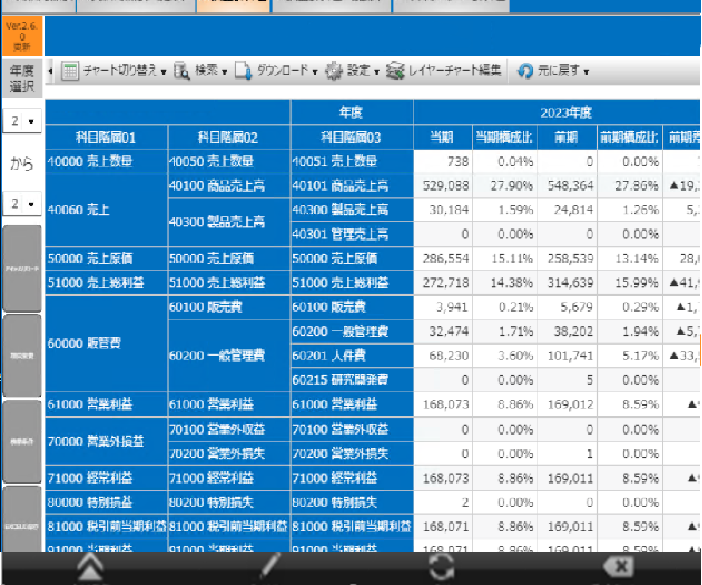 Ver.2.6.
0
更新
年度
選択
チャート切り替え▼ 検索▼ ダウンロード▼ 設定▼ レイヤーチャート編集 元に戻す▼
2 ▼
から
2 ▼
年度 2023年度
科目階層01 科目階層02 科目階層03 当期 当期構成比 前期 前期構成比
40000 売上数量 40050 売上数量 40051 売上数量 738 0.04% 0 0.00%
40060 売上 40100 商品売上高 40101 商品売上高 529,088 27.90% 548,364 27.86% ▲19,
40300 製品売上高 40300 製品売上高 30,184 1.59% 24,814 1.26% 5,
40301 管理売上高 0 0.00% 0 0.00%
50000 売上原価 50000 売上原価 50000 売上原価 286,554 15.11% 258,539 13.14% 28,
51000 売上総利益 51000 売上総利益 51000 売上総利益 272,718 14.38% 314,639 15.99% ▲41,
60000 販管費 60100 販売費 60100 販売費 3,941 0.21% 5,679 0.29% ▲1,
60200 一般管理費 60200 一般管理費 32,474 1.71% 38,202 1.94% ▲5,
60201 人件費 68,230 3.60% 101,741 5.17% ▲33,
60215 研究開発費 0 0.00% 5 0.00%
61000 営業利益 61000 営業利益 61000 営業利益 168,073 8.86% 169,012 8.59% ▲
70000 営業外損益 70100 営業外収益 70100 営業外収益 0 0.00% 0 0.00%
70200 営業外損失 70200 営業外損失 0 0.00% 1 0.00%
71000 経常利益 71000 経常利益 71000 経常利益 168,073 8.86% 169,011 8.59% ▲
80000 特別損益 80200 特別損失 80200 特別損失 2 0.00% 0 0.00%
81000 税引前当期利益 81000 税引前当期利益 81000 税引前当期利益 168,071 8.86% 169,011 8.59% ▲
91000 当期利益 91000 当期利益 91000 当期利益 168,071 8.86% 169,011 8.59% ▲